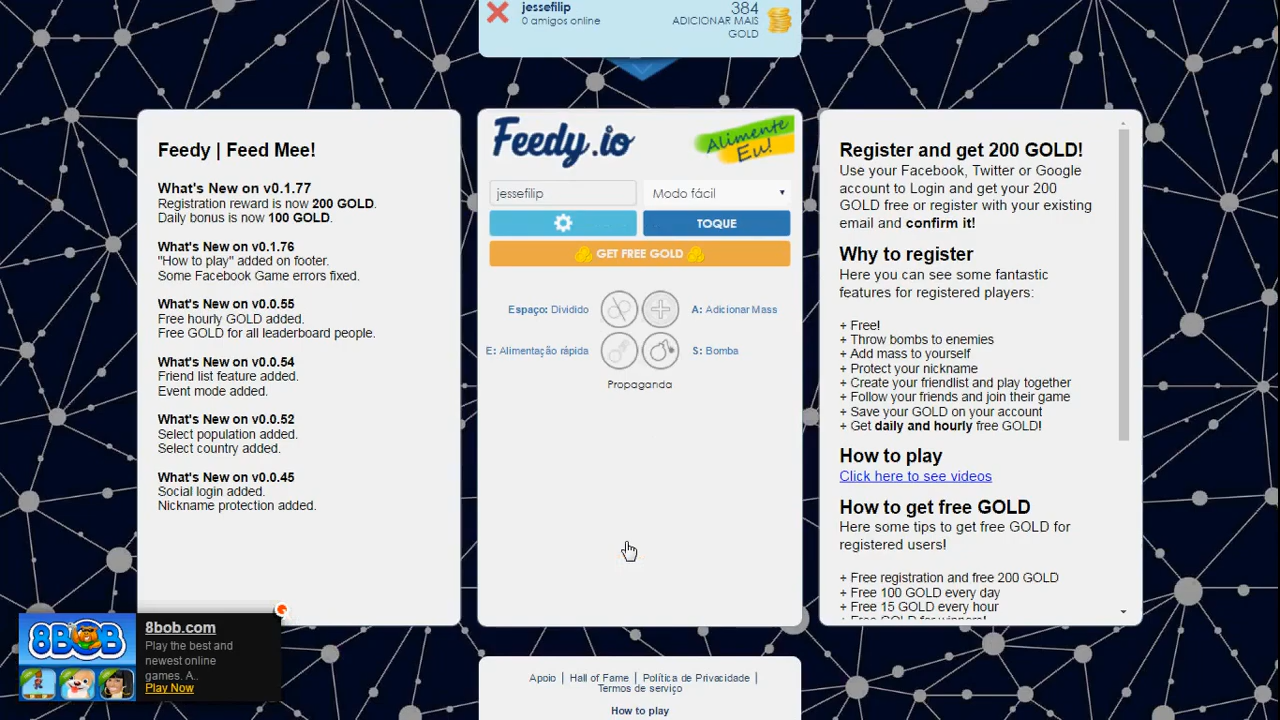 jessefilip
0 amigos online
384
ADICIONAR MAIS
GOLD
Feedy | Feed Mee!
What's New on v0.1.77
Registration reward is now 200 GOLD.
Daily bonus is now 100 GOLD.
What's New on v0.1.76
"How to play" added on footer.
Some Facebook Game errors fixed.
What's New on v0.0.55
Free hourly GOLD added.
Free GOLD for all leaderboard people.
What's New on v0.0.54
Friend list feature added.
Event mode added.
What's New on v0.0.52
Select population added.
Select country added.
What's New on v0.0.45
Social login added.
Nickname protection added.
8BOB
8bob.com
Play the best and
newest online
games. A..
Play Now
Feedy.io
Alimente
Eu!
jessefilip
Modo fácil
TOQUE
GET FREE GOLD
Espaço: Dividido
A: Adicionar Mass
E: Alimentação rápida
S: Bomba
Propaganda
Apoio | Hall of Fame | Política de Privacidade |
Termos de serviço
How to play
Register and get 200 GOLD!
Use your Facebook, Twitter or Google
account to Login and get your 200
GOLD free or register with your existing
email and confirm it!
Why to register
Here you can see some fantastic
features for registered players:
+ Free!
+ Throw bombs to enemies
+ Add mass to yourself
+ Protect your nickname
+ Create your friendlist and play together
+ Follow your friends and join their game
+ Save your GOLD on your account
+ Get daily and hourly free GOLD!
How to play
Click here to see videos
How to get free GOLD
Here some tips to get free GOLD for
registered users!
+ Free registration and free 200 GOLD
+ Free 100 GOLD every day
+ Free 15 GOLD every hour
+ Free GOLD for winners!